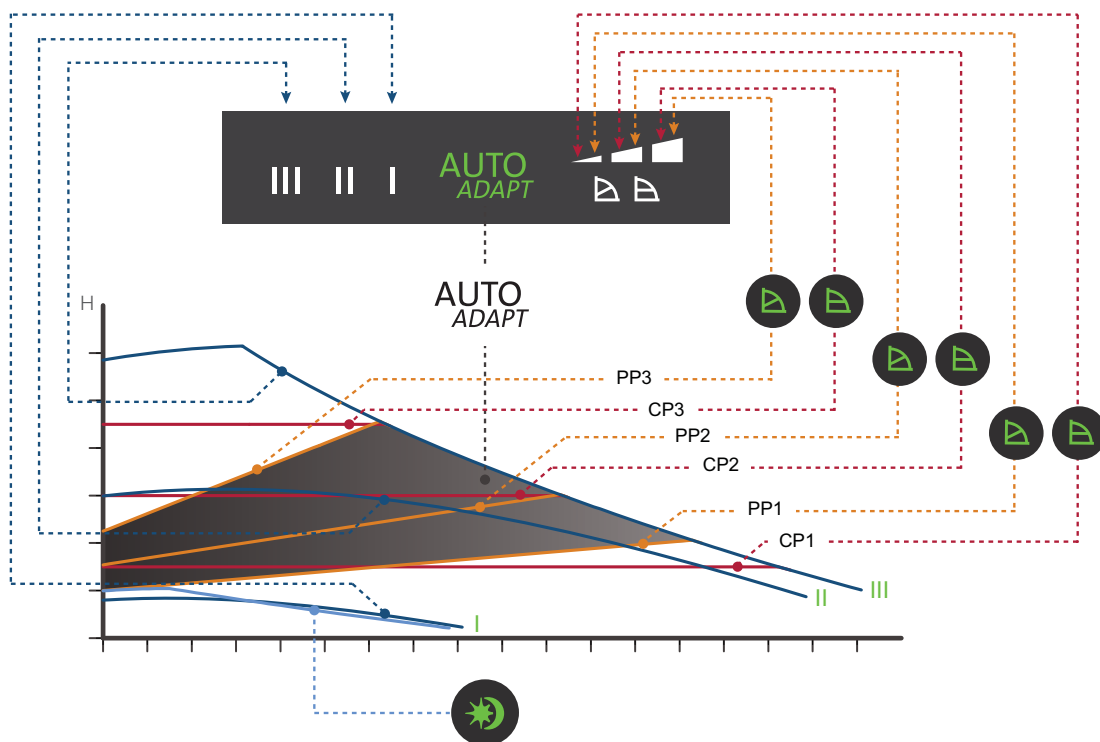 III II I
AUTO
ADAPT
AUTO
ADAPT
H
PP3
CP3
PP2
CP2
PP1
CP1
III
II
I